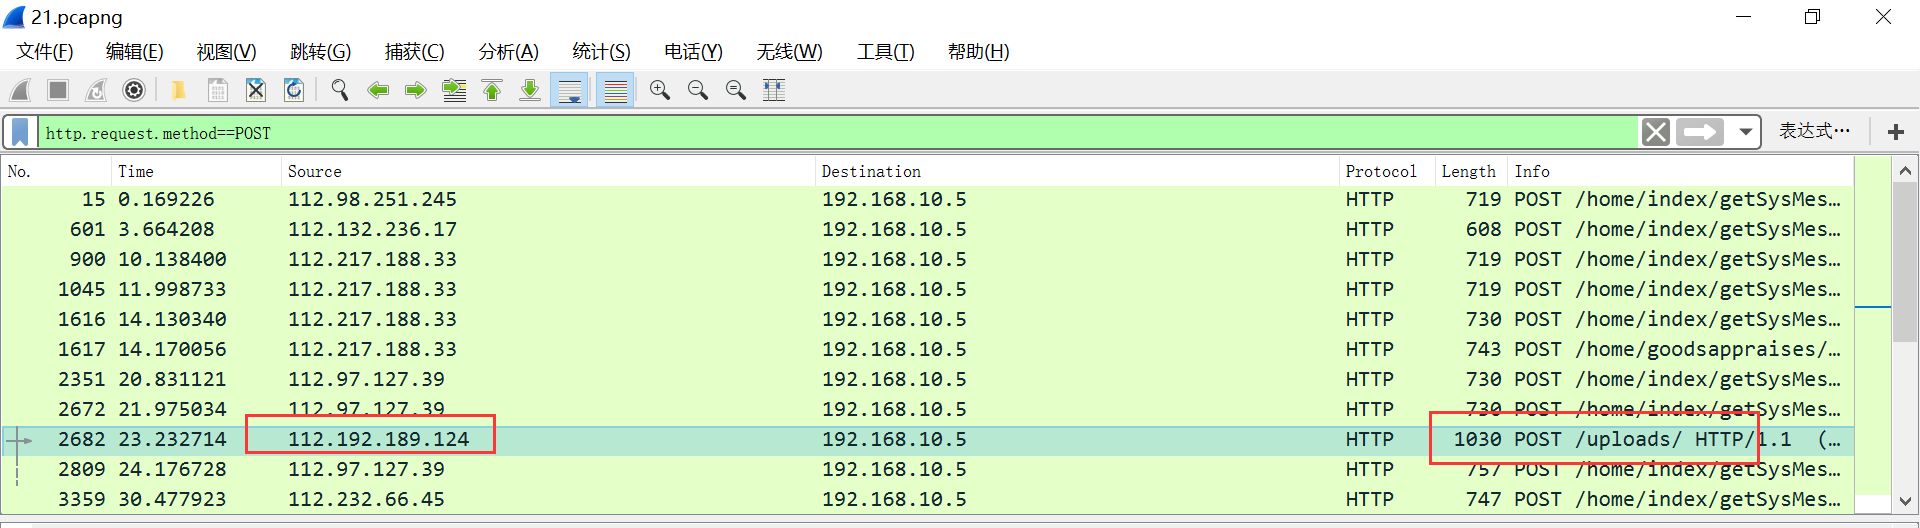 21.pcapng
文件(F) 编辑(E) 视图(V) 跳转(G) 捕获(C) 分析(A) 统计(S) 电话(Y) 无线(W) 工具(T) 帮助(H)
http.request.method==POST 表达式…
No. Time Source Destination Protocol Length Info
15 0.169226 112.98.251.245 192.168.10.5 HTTP 719 POST /home/index/getSysMes…
601 3.664208 112.132.236.17 192.168.10.5 HTTP 608 POST /home/index/getSysMes…
900 10.138400 112.217.188.33 192.168.10.5 HTTP 719 POST /home/index/getSysMes…
1045 11.998733 112.217.188.33 192.168.10.5 HTTP 719 POST /home/index/getSysMes…
1616 14.130340 112.217.188.33 192.168.10.5 HTTP 730 POST /home/index/getSysMes…
1617 14.170056 112.217.188.33 192.168.10.5 HTTP 743 POST /home/goodsappraises/…
2351 20.831121 112.97.127.39 192.168.10.5 HTTP 730 POST /home/index/getSysMes…
2672 21.975034 112.97.127.39 192.168.10.5 HTTP 730 POST /home/index/getSysMes…
2682 23.232714 112.192.189.124 192.168.10.5 HTTP 1030 POST /uploads/ HTTP/1.1 (…
2809 24.176728 112.97.127.39 192.168.10.5 HTTP 757 POST /home/index/getSysMes…
3359 30.477923 112.232.66.45 192.168.10.5 HTTP 747 POST /home/index/getSysMes…